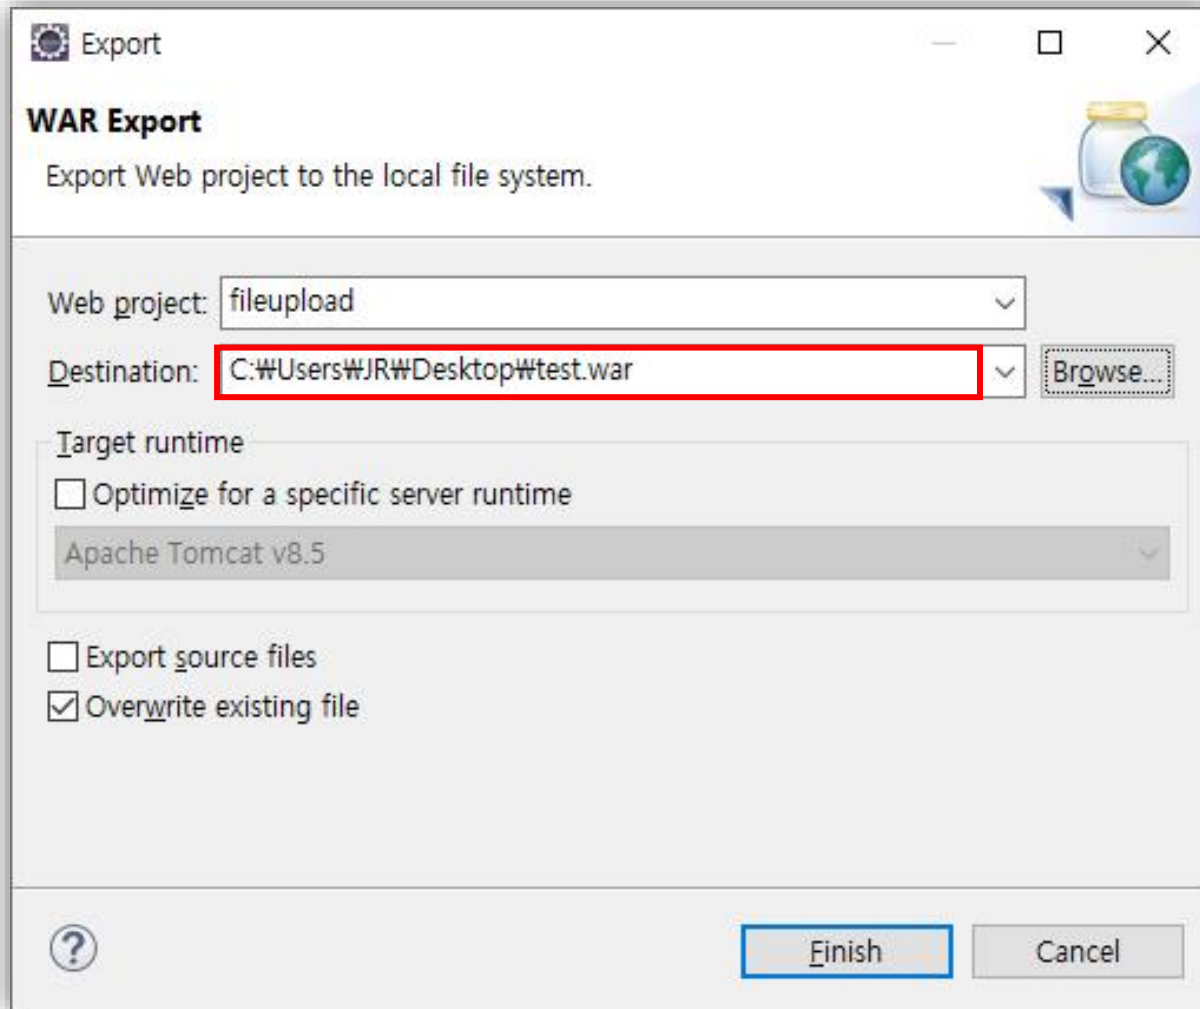 Export
WAR Export
Export Web project to the local file system.
Web project: fileupload
Destination: C:₩Users₩JR₩Desktop₩test.war Browse...
Target runtime
Optimize for a specific server runtime
Apache Tomcat v8.5
Export source files
Overwrite existing file
? Finish Cancel